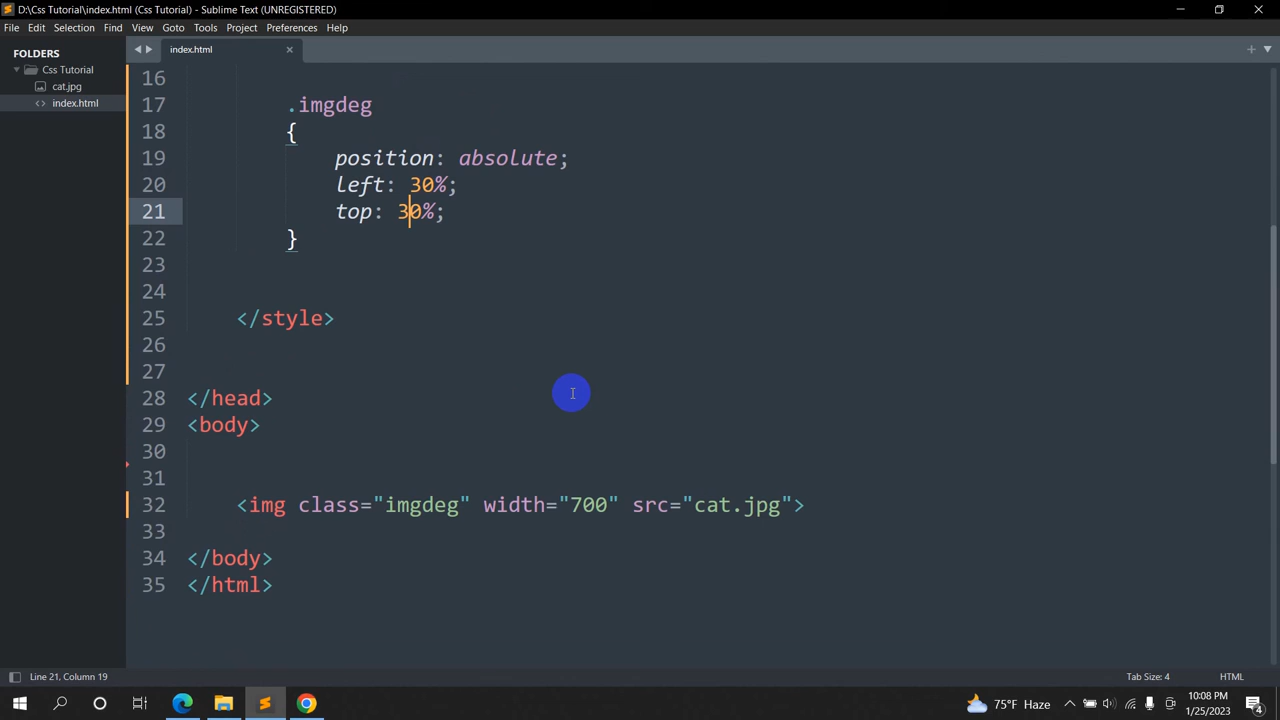 D:\Css Tutorial\index.html (Css Tutorial) - Sublime Text (UNREGISTERED)
File Edit Selection Find View Goto Tools Project Preferences Help
FOLDERS
Css Tutorial
cat.jpg
index.html
index.html
16
17 .imgdeg
18 {
19 position: absolute;
20 left: 30%;
21 top: 30%;
22 }
23
24
25 </style>
26
27
28 </head>
29 <body>
30
31
32 <img class="imgdeg" width="700" src="cat.jpg">
33
34 </body>
35 </html>
Line 21, Column 19
Tab Size: 4
HTML
75°F Haze
10:08 PM
1/25/2023
4